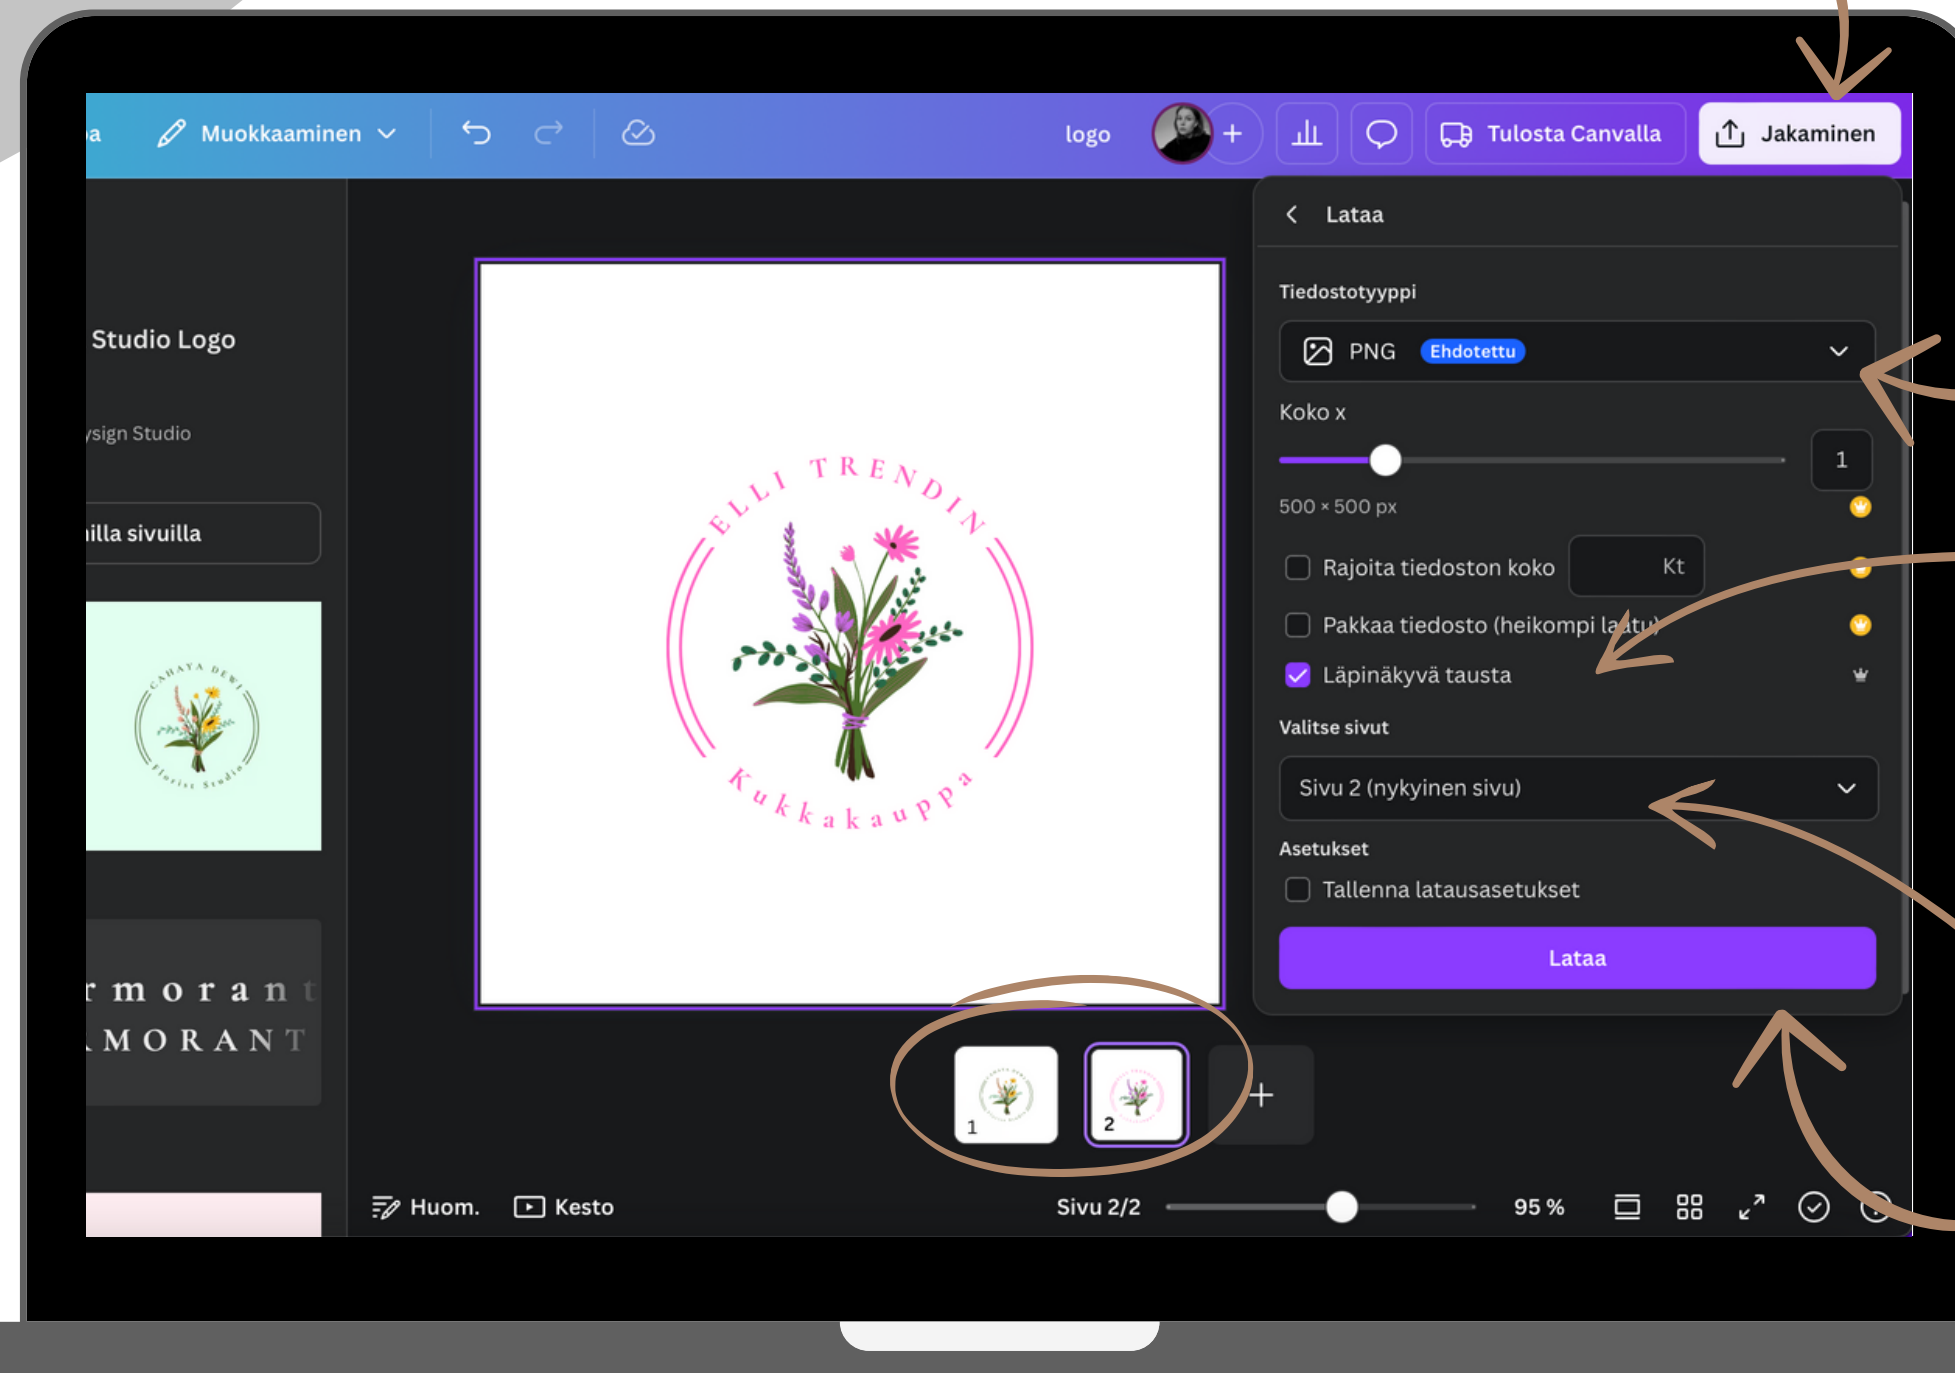 Muokkaaminen
logo
Tulosta Canvalla
Jakaminen
Studio Logo
sign Studio
illa sivuilla
CAHAYA DEWI
Florist Studio
rmorant
MORANT
ELLI TRENDIN
Kukkakauppa
Lataa
Tiedostotyyppi
PNG Ehdotettu
Koko x
1
500 × 500 px
Rajoita tiedoston koko Kt
Pakkaa tiedosto (heikompi laatu)
Läpinäkyvä tausta
Valitse sivut
Sivu 2 (nykyinen sivu)
Asetukset
Tallenna latausasetukset
Lataa
1
2
Huom.
Kesto
Sivu 2/2
95 %